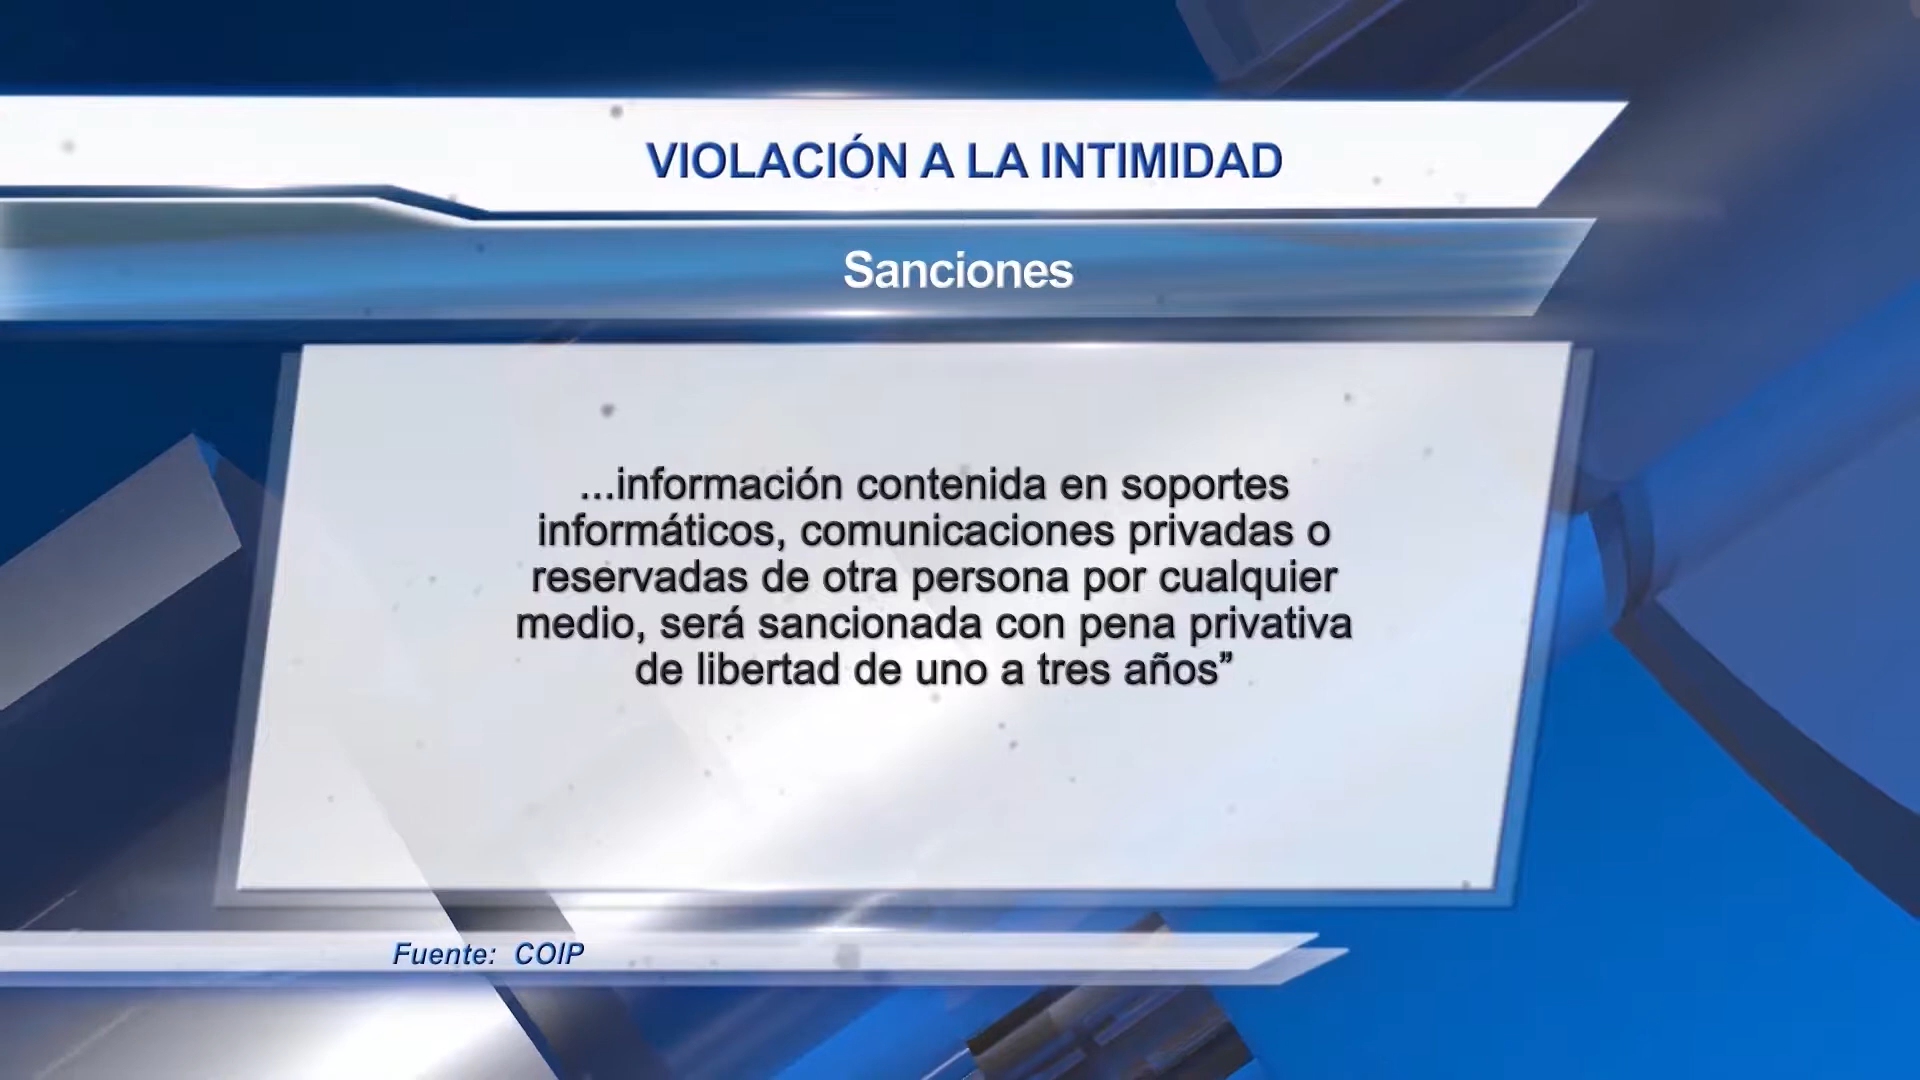 VIOLACIÓN A LA INTIMIDAD
Sanciones
...información contenida en soportes
informáticos, comunicaciones privadas o
reservadas de otra persona por cualquier
medio, será sancionada con pena privativa
de libertad de uno a tres años”
Fuente: COIP